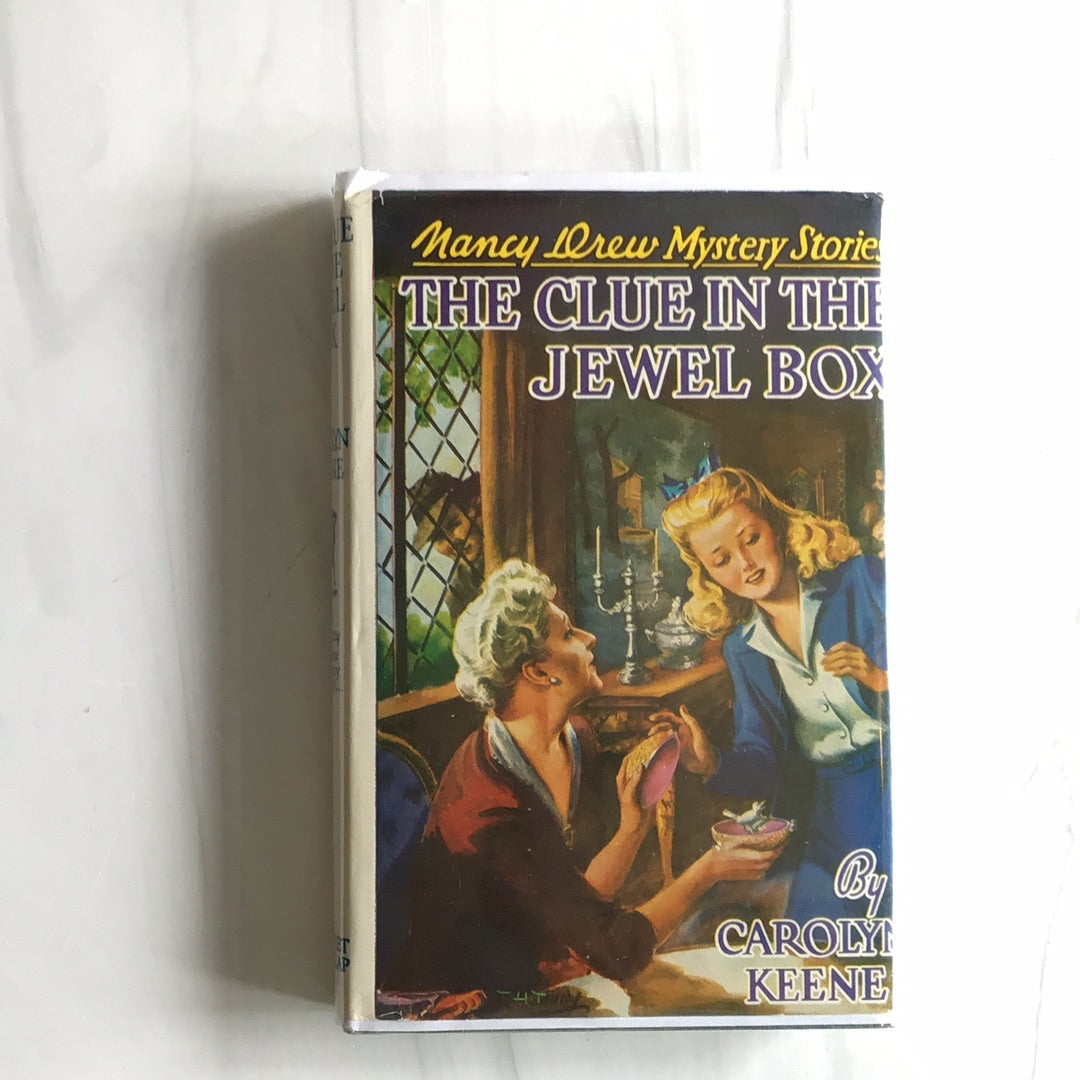 Nancy Drew Mystery Stories
THE CLUE IN THE
JEWEL BOX
By
CAROLYN
KEENE